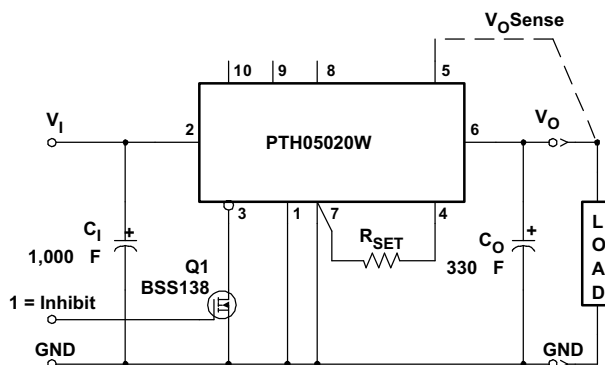 VOSense
10 9 8 5
VI
2
PTH05020W
6
VO
3 1 7 4
CI
+
1,000 F
RSET
CO
+
330 F
L
O
A
D
Q1
BSS138
1 = Inhibit
GND
GND